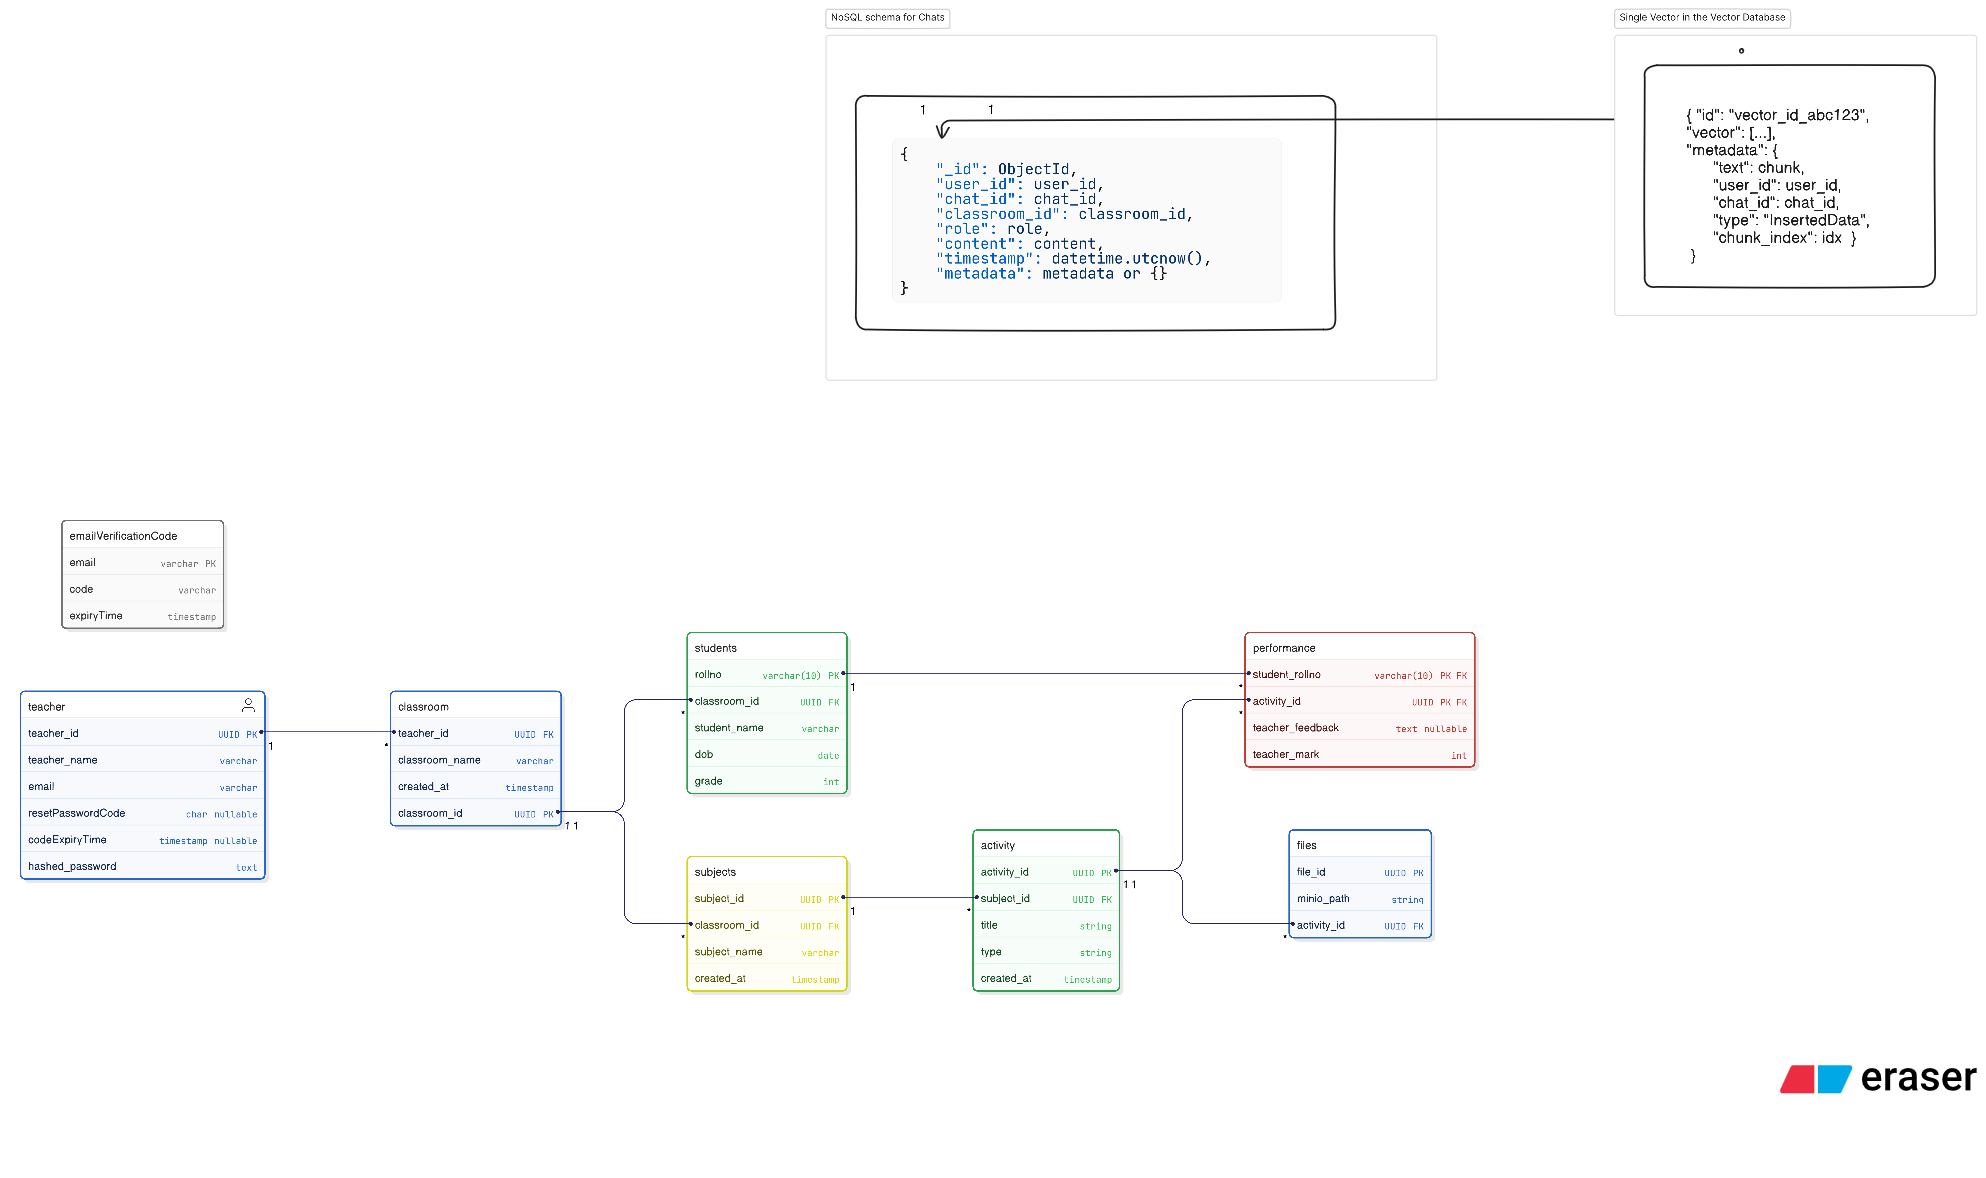 NoSQL schema for Chats
1 1
{
"_id": ObjectId,
"user_id": user_id,
"chat_id": chat_id,
"classroom_id": classroom_id,
"role": role,
"content": content,
"timestamp": datetime.utcnow(),
"metadata": metadata or {}
}
Single Vector in the Vector Database
{ "id": "vector_id_abc123",
"vector": [...],
"metadata": {
"text": chunk,
"user_id": user_id,
"chat_id": chat_id,
"type": "InsertedData",
"chunk_index": idx }
}
emailVerificationCode
email varchar PK
code varchar
expiryTime timestamp
teacher
teacher_id UUID PK
teacher_name varchar
email varchar
resetPasswordCode char nullable
codeExpiryTime timestamp nullable
hashed_password text
1
*
classroom
teacher_id UUID FK
classroom_name varchar
created_at timestamp
classroom_id UUID PK
1 1
*
*
students
rollno varchar(10) PK
classroom_id UUID FK
student_name varchar
dob date
grade int
1
subjects
subject_id UUID PK
classroom_id UUID FK
subject_name varchar
created_at timestamp
1
*
activity
activity_id UUID PK
subject_id UUID FK
title string
type string
created_at timestamp
1 1
*
*
performance
student_rollno varchar(10) PK FK
activity_id UUID PK FK
teacher_feedback text nullable
teacher_mark int
*
files
file_id UUID PK
minio_path string
activity_id UUID FK
eraser